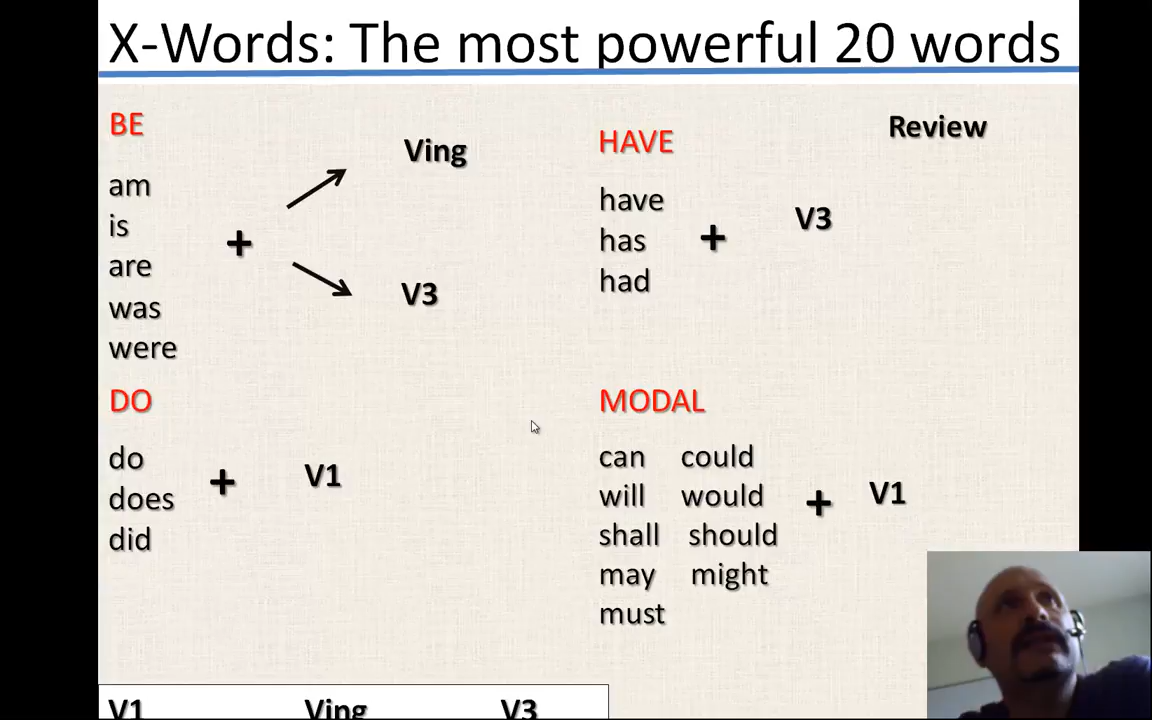 X-Words: The most powerful 20 words
BE
Ving
am
is
are
was
were
+
V3
HAVE
Review
have
has
had
+
V3
DO
do
does
did
+
V1
MODAL
can could
will would
shall should
may might
must
+
V1
V1 Ving V3